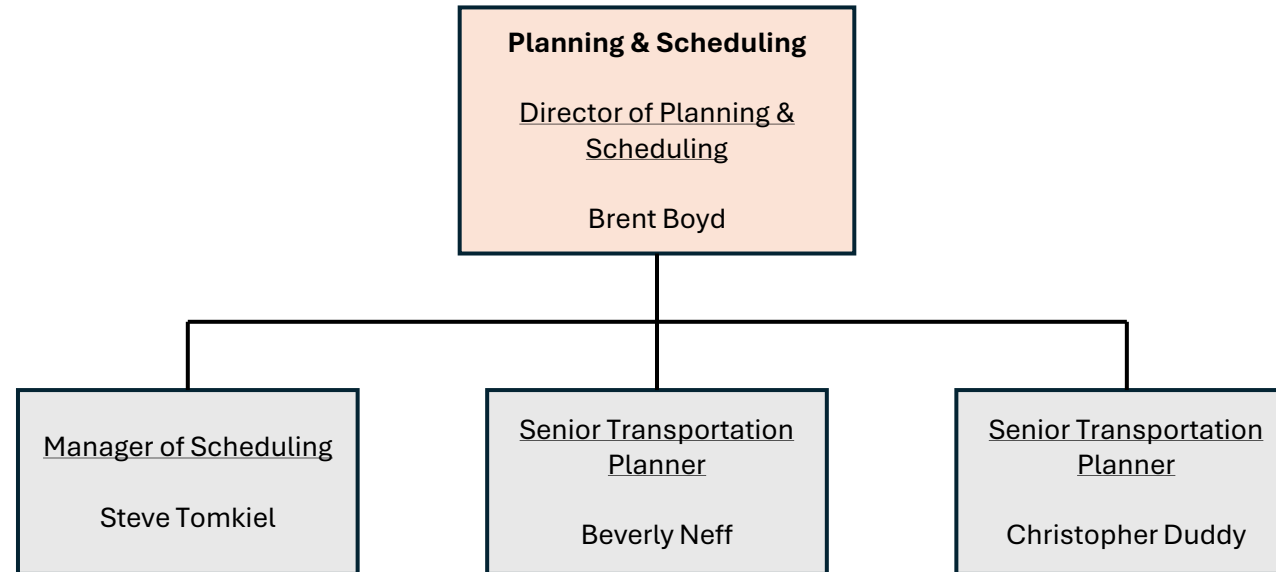 Planning & Scheduling
Director of Planning &
Scheduling
Brent Boyd
Manager of Scheduling
Steve Tomkiel
Senior Transportation
Planner
Beverly Neff
Senior Transportation
Planner
Christopher Duddy